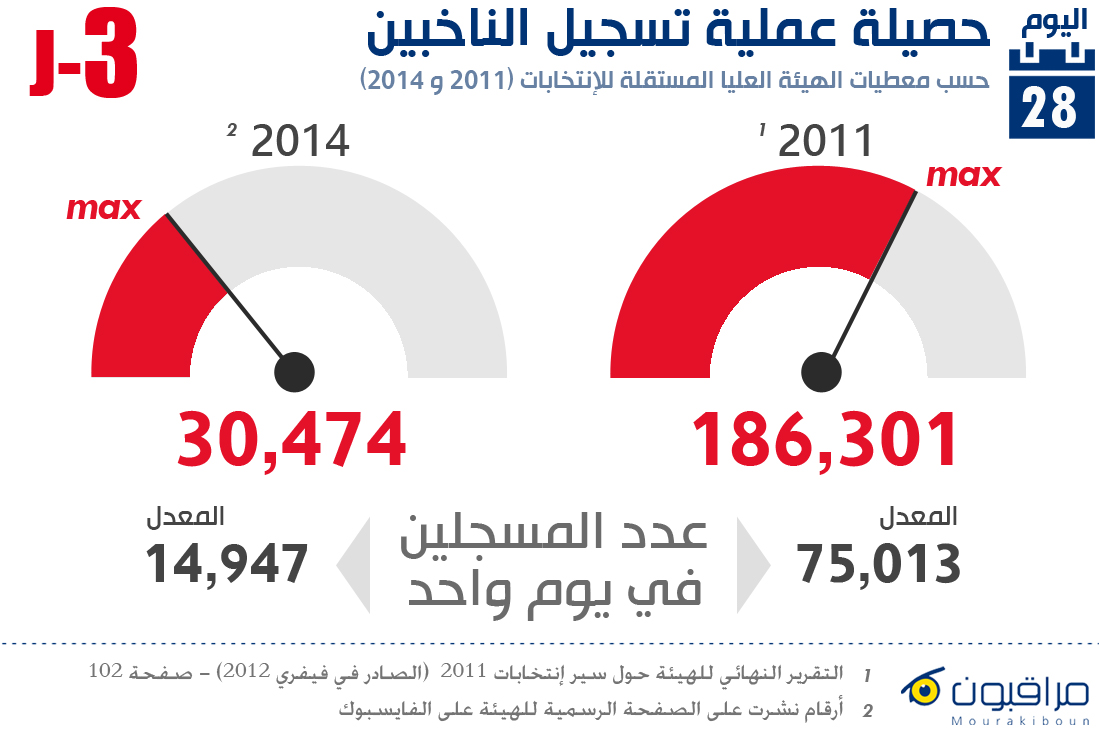 اليوم
28
حصيلة عملية تسجيل الناخبين
حسب معطيات الهيئة العليا المستقلة للإنتخابات (2011 و 2014)
J-3
2011 1
max
186,301
المعدل
75,013
2014 2
max
30,474
المعدل
14,947
عدد المسجلين
في يوم واحد
1 التقرير النهائي للهيئة حول سير إنتخابات 2011 (الصادر في فيفري 2012) – صفحة 102
2 أرقام نشرت على الصفحة الرسمية للهيئة على الفايسبوك
مراقبون
Mourakiboun